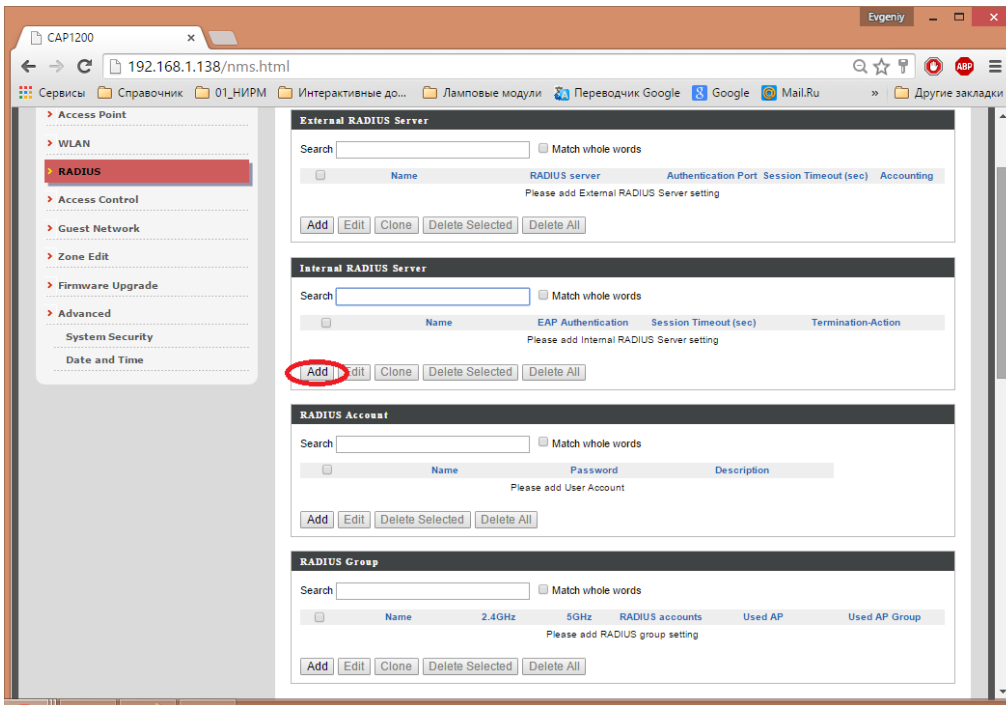 Evgeniy
CAP1200
192.168.1.138/nms.html
ABP
Сервисы Справочник 01_НИРМ Интерактивные до... Ламповые модули Переводчик Google 8 Google Mail.Ru » Другие закладки
Access Point
WLAN
RADIUS
Access Control
Guest Network
Zone Edit
Firmware Upgrade
Advanced
System Security
Date and Time
External RADIUS Server
Search Match whole words
Name RADIUS server Authentication Port Session Timeout (sec) Accounting
Please add External RADIUS Server setting
Add Edit Clone Delete Selected Delete All
Internal RADIUS Server
Search Match whole words
Name EAP Authentication Session Timeout (sec) Termination-Action
Please add Internal RADIUS Server setting
Add Edit Clone Delete Selected Delete All
RADIUS Account
Search Match whole words
Name Password Description
Please add User Account
Add Edit Delete Selected Delete All
RADIUS Group
Search Match whole words
Name 2.4GHz 5GHz RADIUS accounts Used AP Used AP Group
Please add RADIUS group setting
Add Edit Clone Delete Selected Delete All